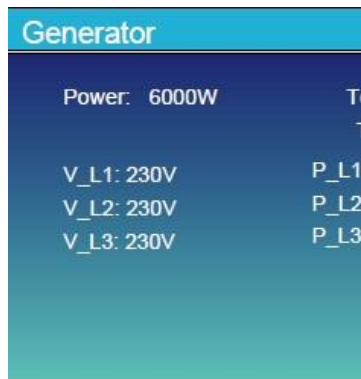 Generator
Power: 6000W
V_L1: 230V P_L1
V_L2: 230V P_L2
V_L3: 230V P_L3